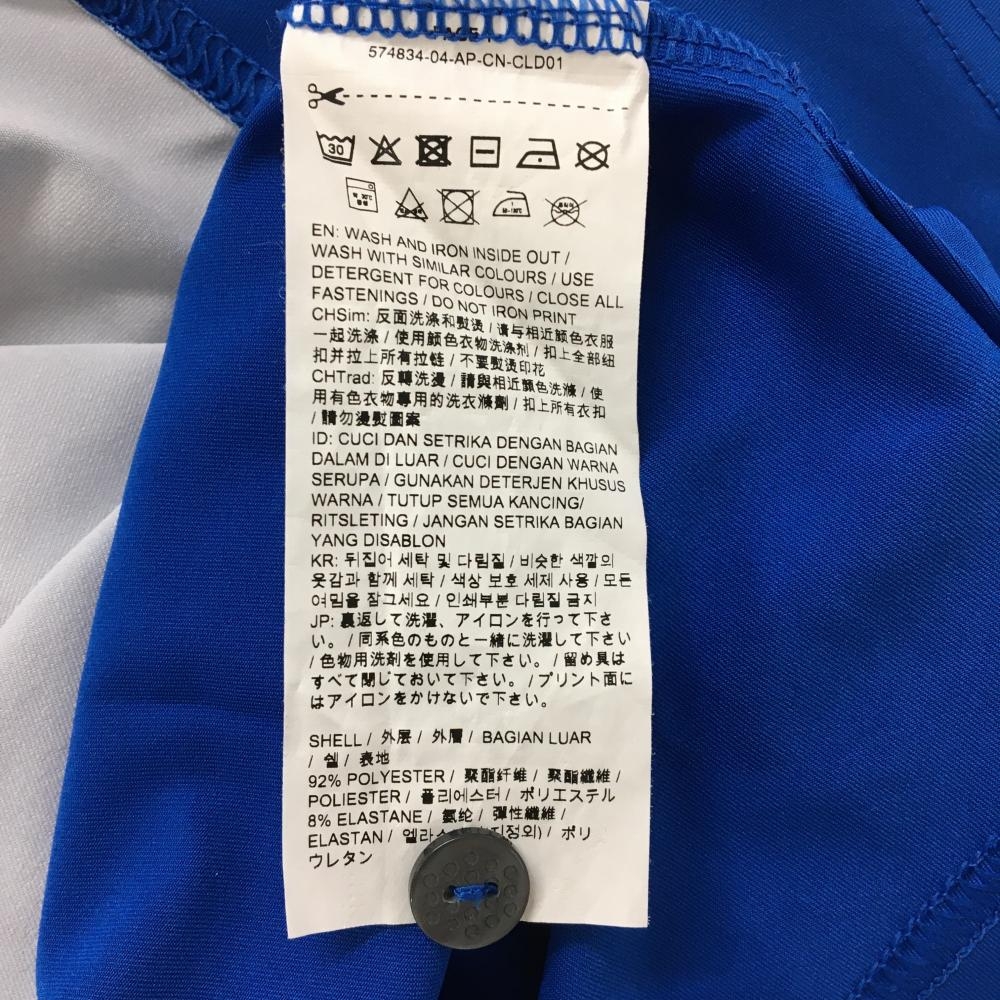 574834-04-AP-CN-CLD01
30
EN: WASH AND IRON INSIDE OUT /
WASH WITH SIMILAR COLOURS / USE
DETERGENT FOR COLOURS / CLOSE ALL
FASTENINGS / DO NOT IRON PRINT
CHSim: 反面洗涤和熨烫 / 请与相近颜色衣服
一起洗涤 / 使用颜色衣物洗涤剂 / 扣上全部纽
扣并拉上所有拉链 / 不要熨烫印花
CHTrad: 反轉洗燙 / 請與相近顏色洗滌 / 使
用有色衣物專用的洗衣滌劑 / 扣上所有衣扣
/ 請勿燙熨圖案
ID: CUCI DAN SETRIKA DENGAN BAGIAN
DALAM DI LUAR / CUCI DENGAN WARNA
SERUPA / GUNAKAN DETERJEN KHUSUS
WARNA / TUTUP SEMUA KANCING/
RITSLETING / JANGAN SETRIKA BAGIAN
YANG DISABLON
KR: 뒤집어 세탁 및 다림질 / 비슷한 색깔의
옷감과 함께 세탁 / 색상 보호 세제 사용 / 모든
여밈을 잠그세요 / 인쇄부분 다림질 금지
JP: 裏返して洗濯、アイロンを行って下さ
い。 / 同系色のものと一緒に洗濯して下さい
/ 色物用洗剤を使用して下さい。 / 留め具は
すべて閉じておいて下さい。 / プリント面に
はアイロンをかけないで下さい。
SHELL / 外层 / 外層 / BAGIAN LUAR
/ 쉘 / 表地
92% POLYESTER / 聚酯纤维 / 聚酯纖維 /
POLIESTER / 폴리에스터 / ポリエステル
8% ELASTANE / 氨纶 / 彈性纖維 /
ELASTAN / 지정외) / ポリ
ウレタン